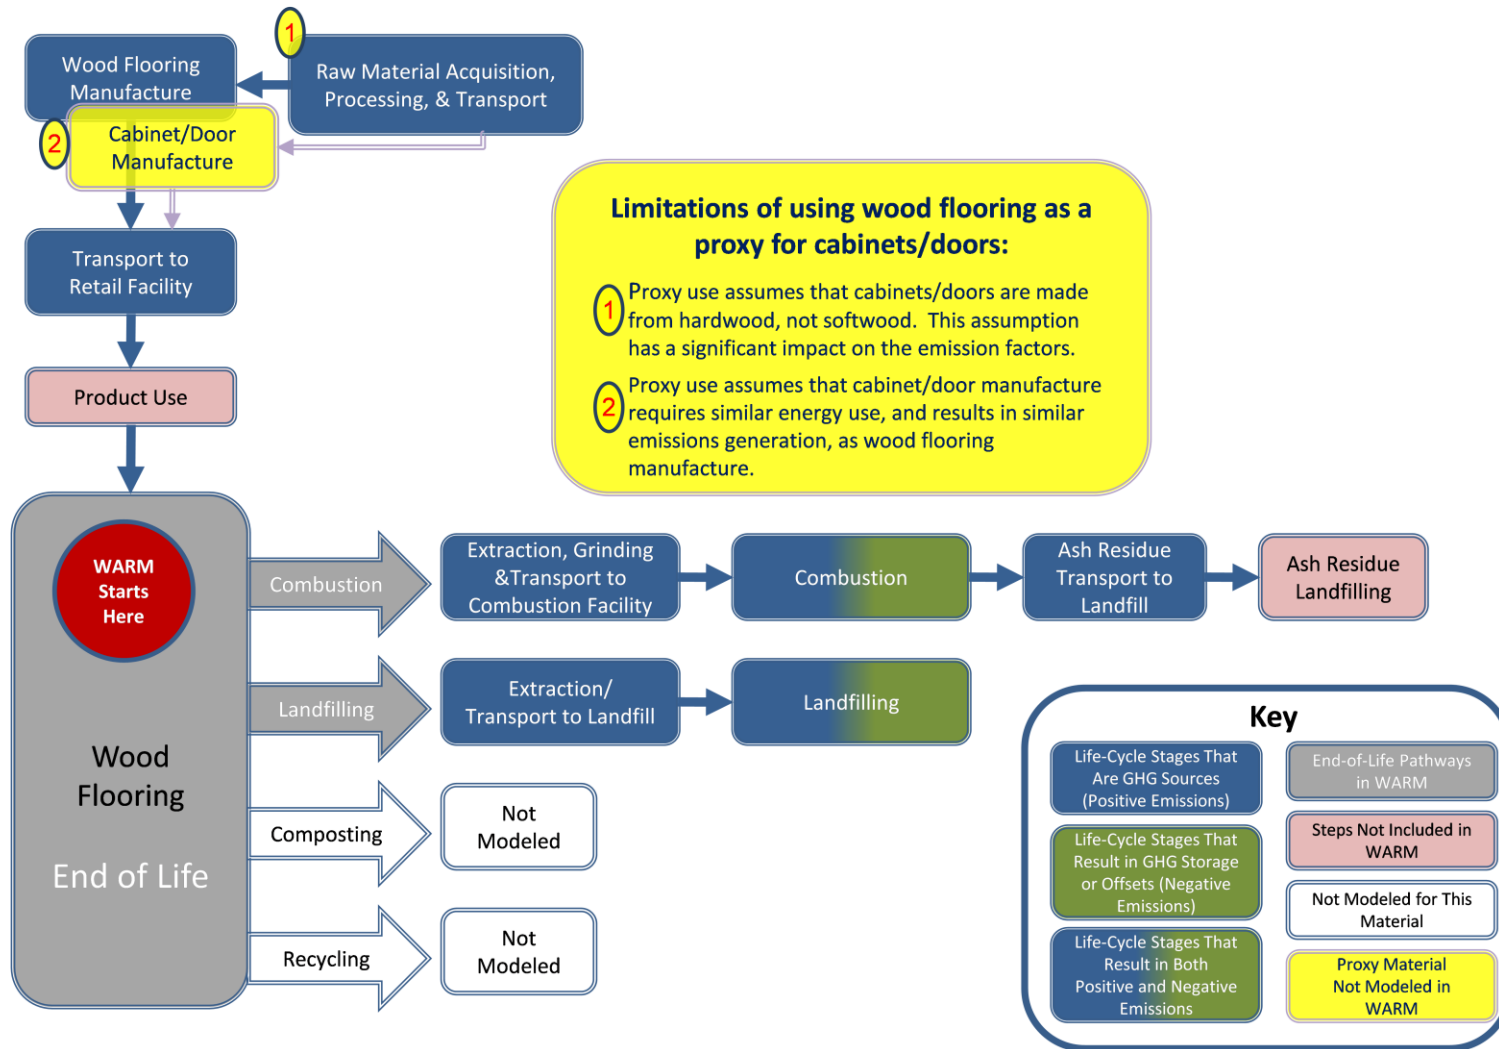 1
Wood Flooring
Manufacture
Raw Material Acquisition,
Processing, & Transport
2
Cabinet/Door
Manufacture
Transport to
Retail Facility
Product Use
Limitations of using wood flooring as a
proxy for cabinets/doors:
1
Proxy use assumes that cabinets/doors are made
from hardwood, not softwood.  This assumption
has a significant impact on the emission factors.
2
Proxy use assumes that cabinet/door manufacture
requires similar energy use, and results in similar
emissions generation, as wood flooring
manufacture.
WARM
Starts
Here
Wood
Flooring
End of Life
Combustion
Extraction, Grinding
&Transport to
Combustion Facility
Combustion
Ash Residue
Transport to
Landfill
Ash Residue
Landfilling
Landfilling
Extraction/
Transport to Landfill
Landfilling
Composting
Not
Modeled
Recycling
Not
Modeled
Key
Life-Cycle Stages That
Are GHG Sources
(Positive Emissions)
End-of-Life Pathways
in WARM
Life-Cycle Stages That
Result in GHG Storage
or Offsets (Negative
Emissions)
Steps Not Included in
WARM
Not Modeled for This
Material
Life-Cycle Stages That
Result in Both
Positive and Negative
Emissions
Proxy Material
Not Modeled in
WARM